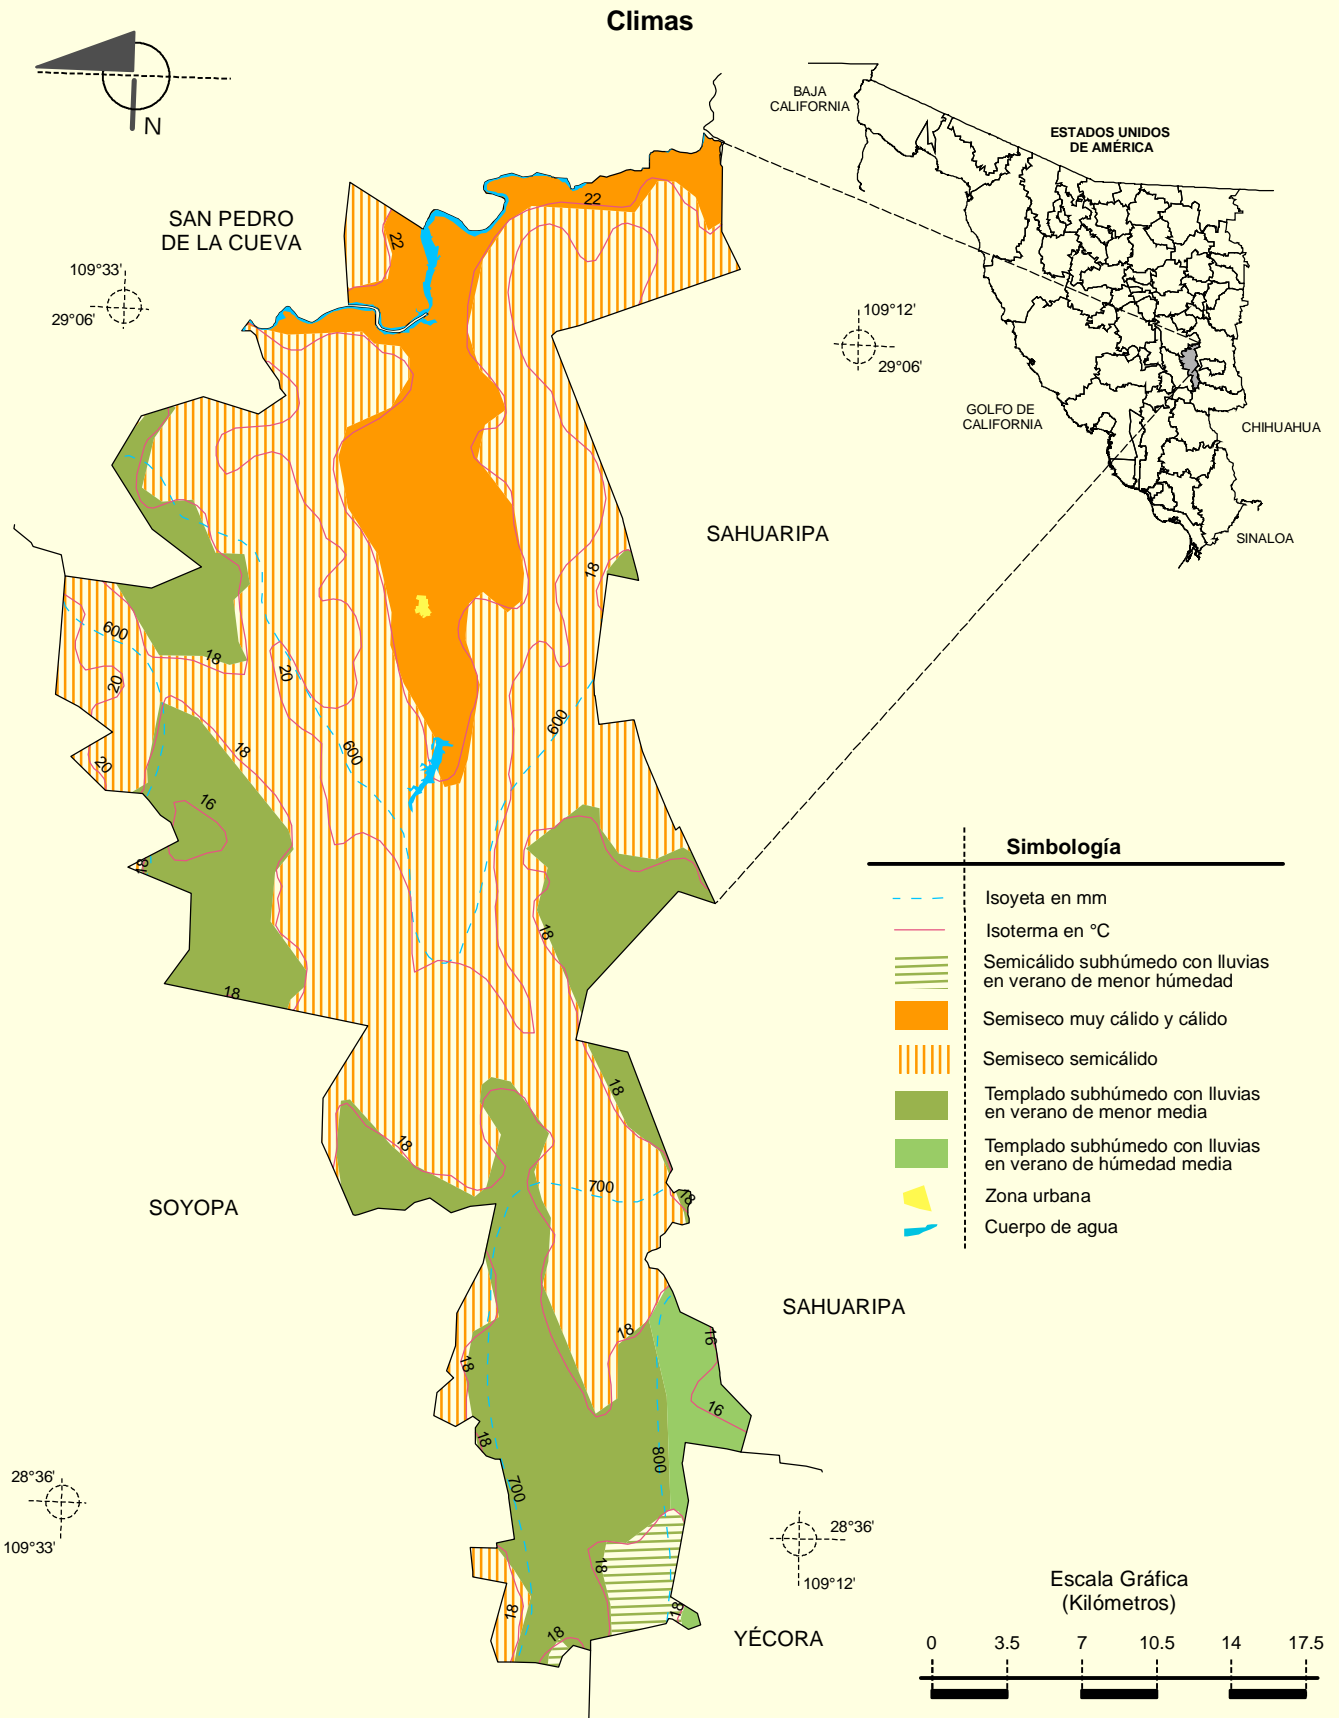 Climas
N
BAJA
CALIFORNIA
ESTADOS UNIDOS
DE AMÉRICA
SAN PEDRO
DE LA CUEVA
22
22
109°33'
29°06'
109°12'
29°06'
GOLFO DE
CALIFORNIA
CHIHUAHUA
SINALOA
SAHUARIPA
18
600
18
20
20
600
600
18
20
16
18
18
18
Simbología
Isoyeta en mm
Isoterma en °C
Semicálido subhúmedo con lluvias
en verano de menor húmedad
Semiseco muy cálido y cálido
Semiseco semicálido
Templado subhúmedo con lluvias
en verano de menor media
Templado subhúmedo con lluvias
en verano de húmedad media
Zona urbana
Cuerpo de agua
18
18
700
18
SOYOPA
SAHUARIPA
18
16
18
16
18
800
700
28°36'
109°33'
28°36'
109°12'
18
18
18
18
YÉCORA
Escala Gráfica
(Kilómetros)
0 3.5 7 10.5 14 17.5